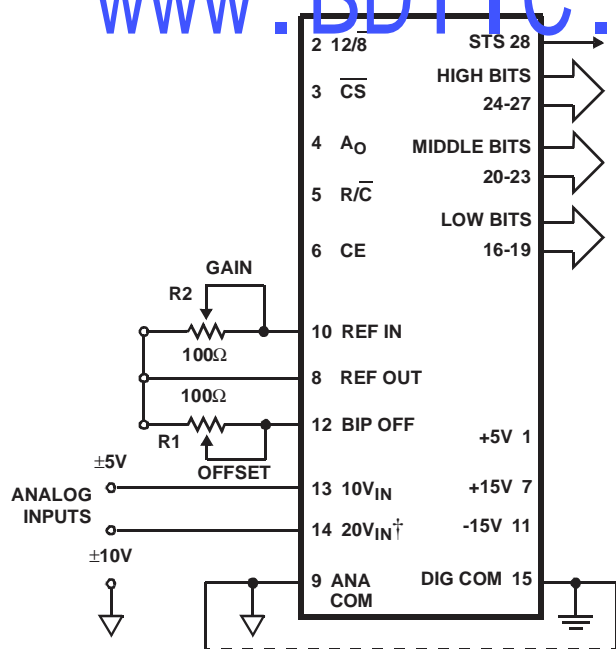 WWW.BDTIC.
2 12/8̅
STS 28
3 C̅S̅
HIGH BITS
24-27
4 AO
MIDDLE BITS
20-23
5 R/C̅
LOW BITS
16-19
6 CE
GAIN
R2
100Ω
10 REF IN
8 REF OUT
100Ω
R1
OFFSET
12 BIP OFF
+5V 1
±5V
ANALOG
INPUTS
±10V
13 10VIN
+15V 7
14 20VIN†
-15V 11
9 ANA
COM
DIG COM 15